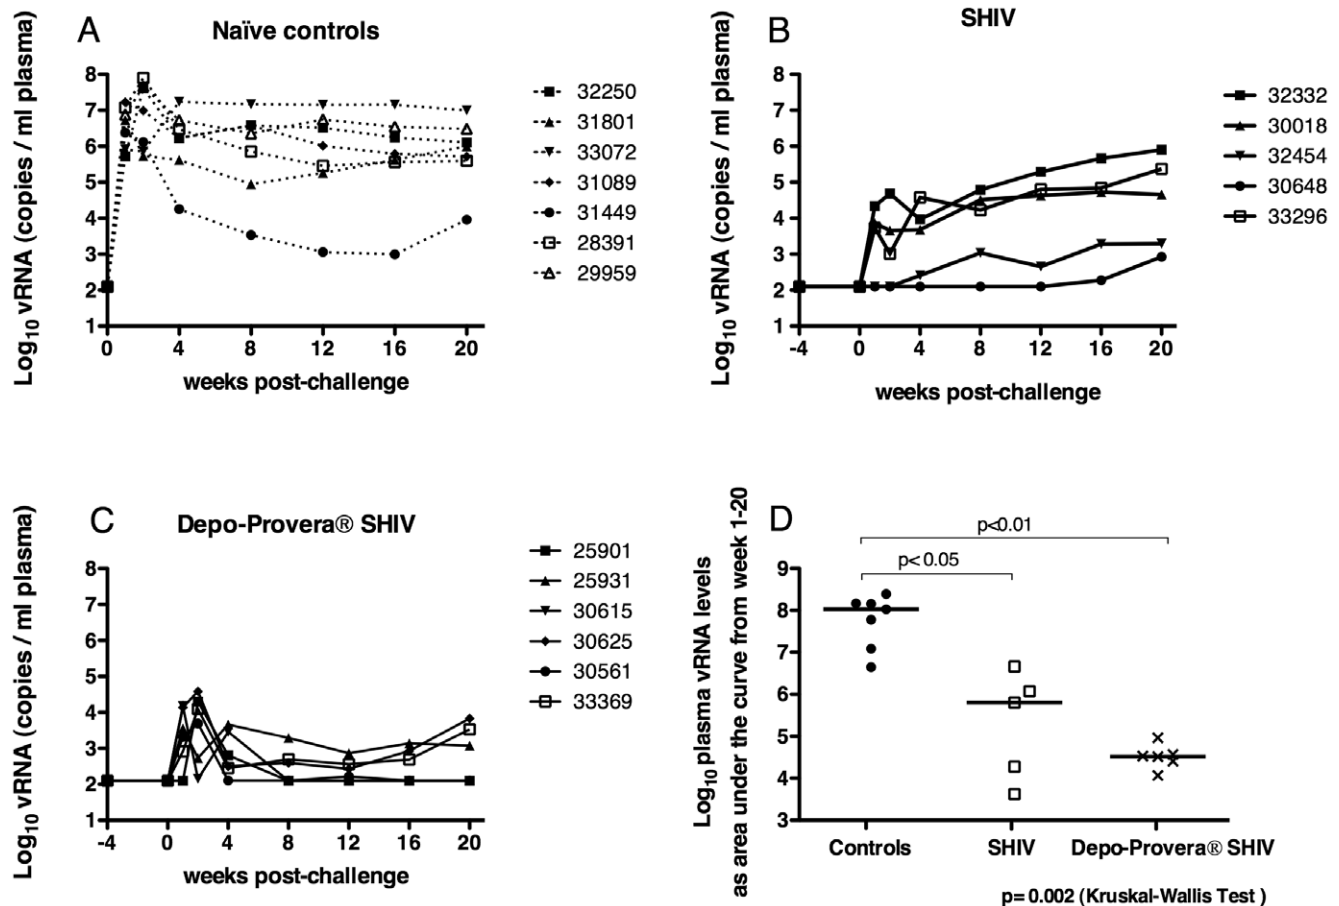 A
Naïve controls
Log10 vRNA (copies / ml plasma)
8
7
6
5
4
3
2
1
0 4 8 12 16 20
weeks post-challenge
32250
31801
33072
31089
31449
28391
29959
B
SHIV
Log10 vRNA (copies / ml plasma)
8
7
6
5
4
3
2
1
-4 0 4 8 12 16 20
weeks post-challenge
32332
30018
32454
30648
33296
C
Depo-Provera® SHIV
Log10 vRNA (copies / ml plasma)
8
7
6
5
4
3
2
1
-4 0 4 8 12 16 20
weeks post-challenge
25901
25931
30615
30625
30561
33369
D
Log10 plasma vRNA levels
as area under the curve from week 1-20
p<0.01
p< 0.05
9
8
7
6
5
4
3
Controls SHIV Depo-Provera® SHIV
p= 0.002 (Kruskal-Wallis Test )